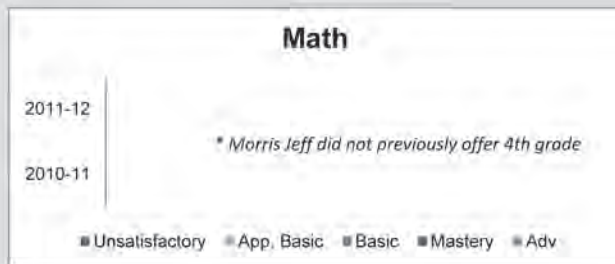 Math
2011-12
* Morris Jeff did not previously offer 4th grade
2010-11
Unsatisfactory App. Basic Basic Mastery Adv